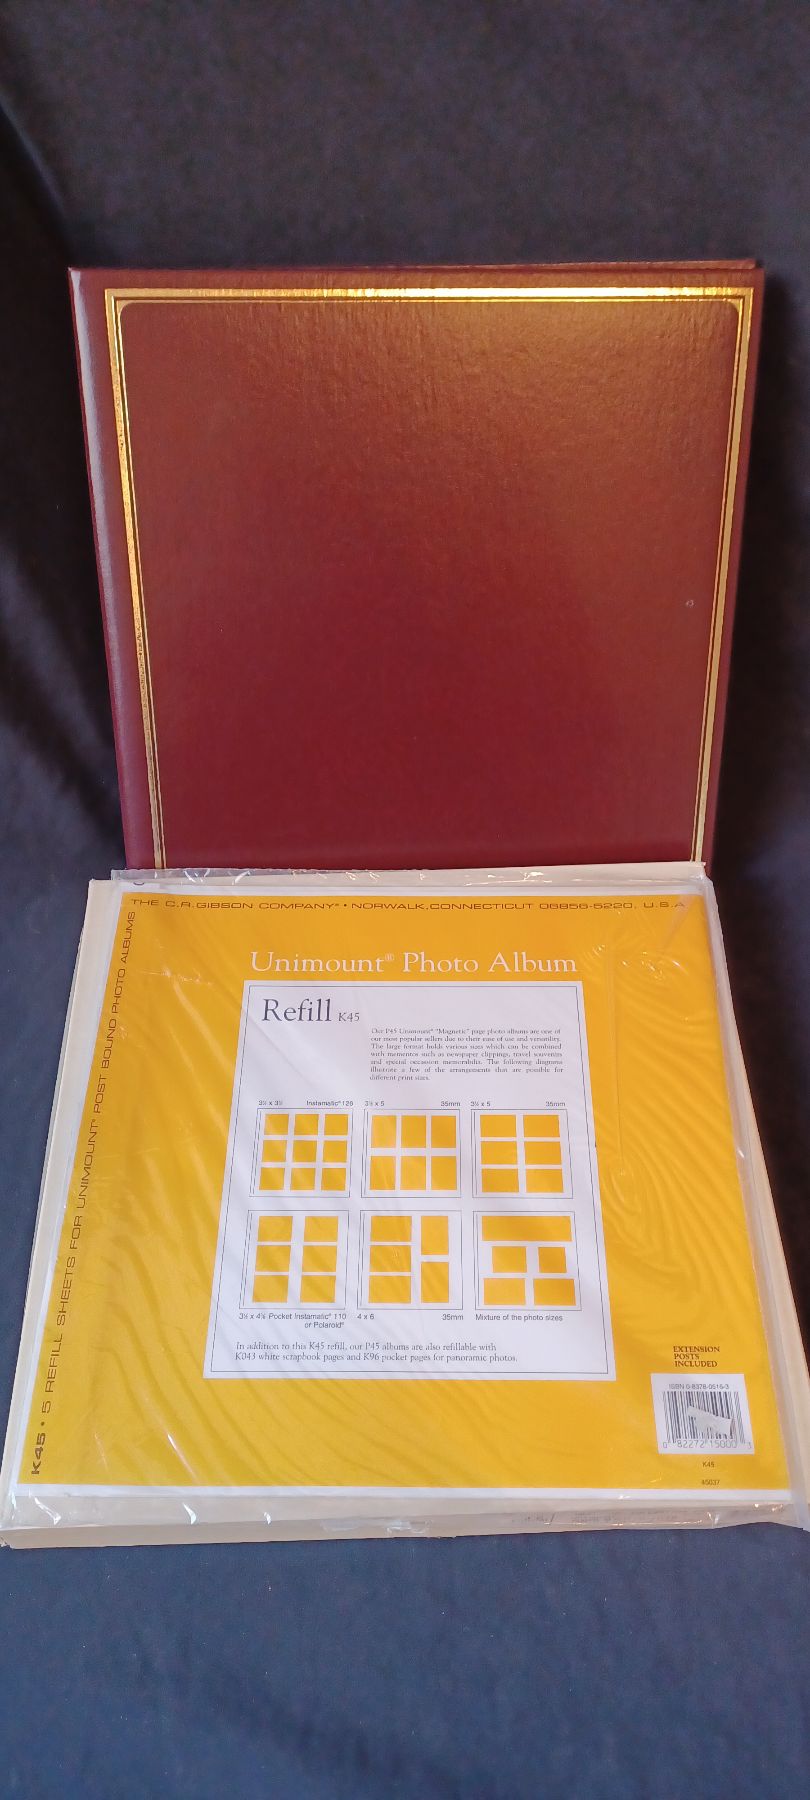 THE C.R. GIBSON COMPANY® • NORWALK, CONNECTICUT 06856-5220, U.S.A
K45 • 5 REFILL SHEETS FOR UNIMOUNT® POST BOUND PHOTO ALBUMS
Unimount® Photo Album
Refill K45
Our P45 Unimount® "Magnetic" page photo albums are one of
our most popular sellers due to their ease of use and versatility.
The large format holds various sizes which can be combined
with mementos such as newspaper clippings, travel souvenirs
and special occasion memorabilia. The following diagrams
illustrate a few of the arrangements that are possible for
different print sizes.
3½ x 3½ Instamatic® 126
3½ x 5 35mm
3½ x 5 35mm
3½ x 4½ Pocket Instamatic® 110
or Polaroid®
4 x 6 35mm
Mixture of the photo sizes
In addition to this K45 refill, our P45 albums are also refillable with
K043 white scrapbook pages and K96 pocket pages for panoramic photos.
EXTENSION
POSTS
INCLUDED
ISBN 0-8378-0516-3
0 82272 15000 3
K45
45037